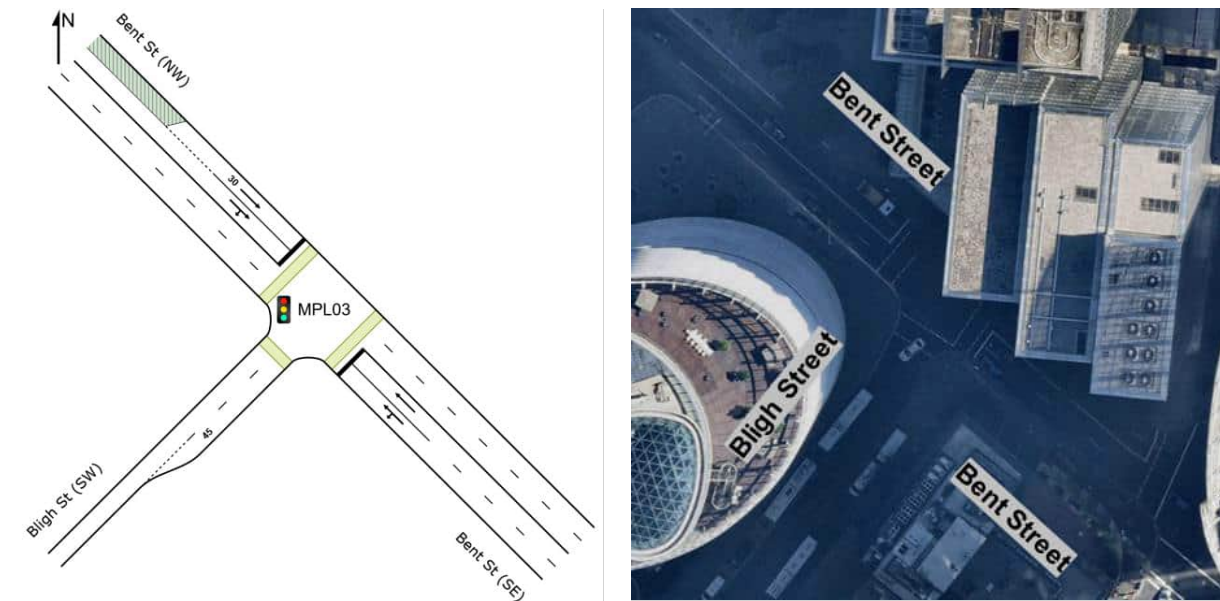 N
Bent St (NW)
30
MPL03
45
Bligh St (SW)
Bent St (SE)
Bent Street
Bligh Street
Bent Street